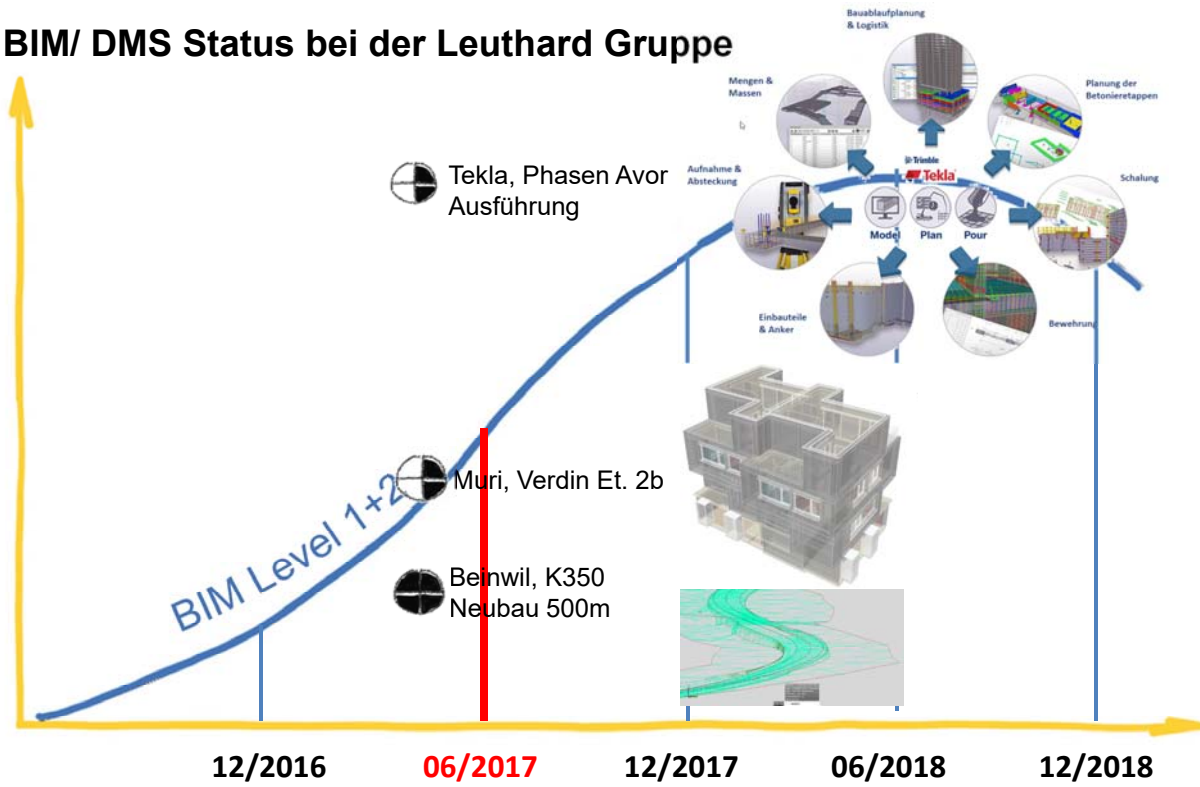 BIM/ DMS Status bei der Leuthard Gruppe
Bauablaufplanung
& Logistik
Mengen &
Massen
Planung der
Betonieretappen
Aufnahme &
Absteckung
Trimble
Tekla
Schalung
Model
Plan
Pour
Einbauteile
& Anker
Bewehrung
Tekla, Phasen Avor
Ausführung
Muri, Verdin Et. 2b
BIM Level 1+2
Beinwil, K350
Neubau 500m
12/2016
06/2017
12/2017
06/2018
12/2018